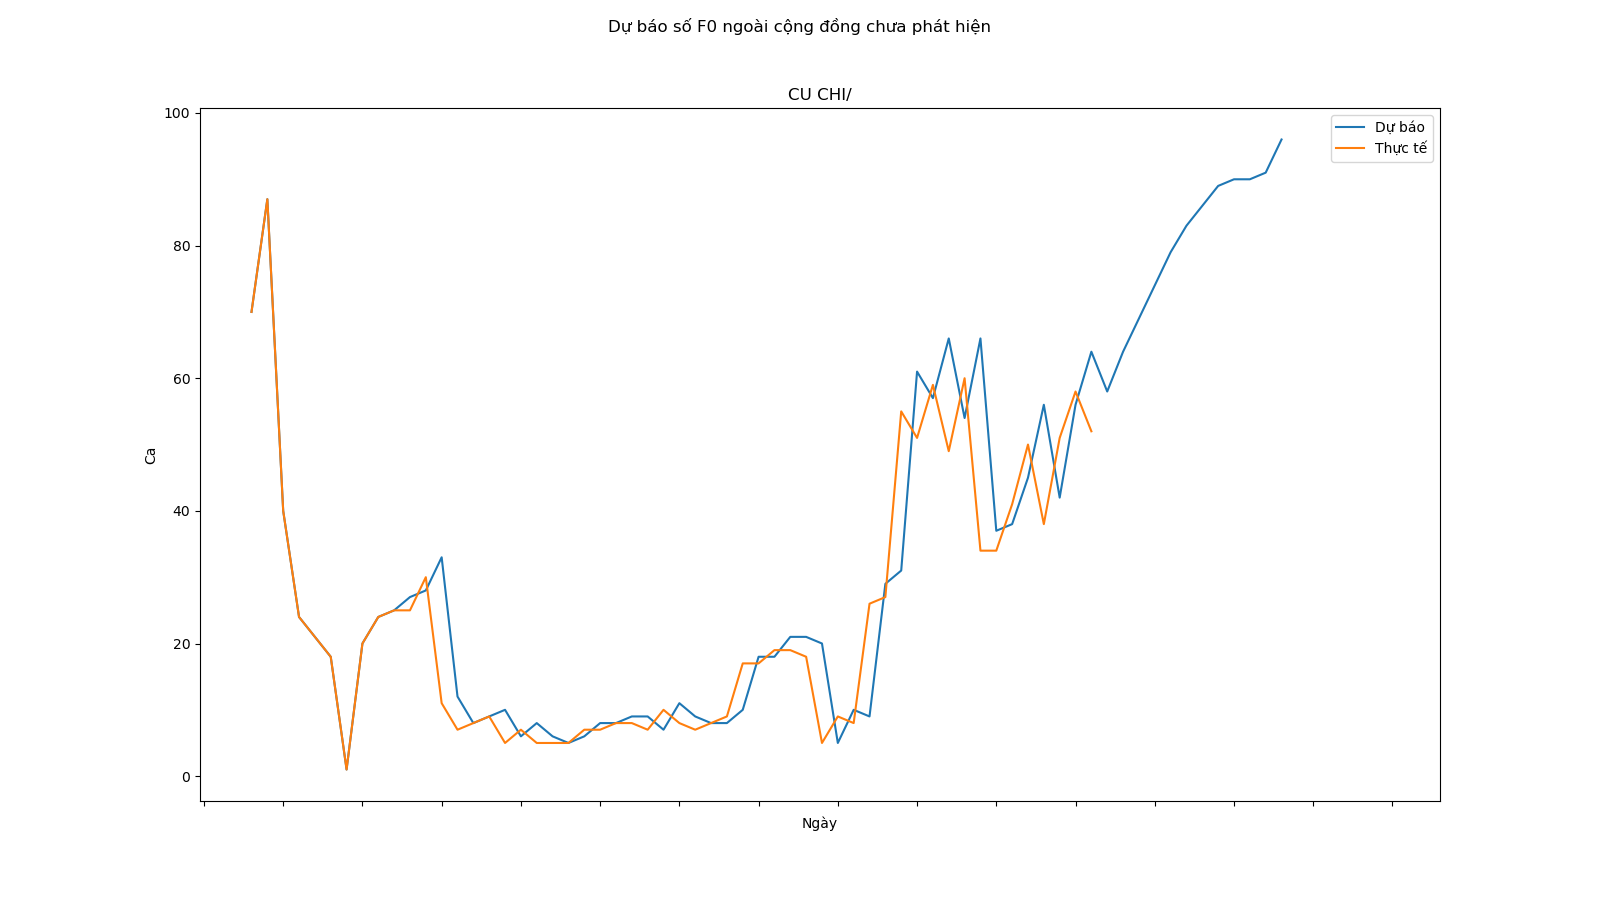 Dự báo số F0 ngoài cộng đồng chưa phát hiện
CU CHI/
100
80
60
40
20
0
Ca
Ngày
Dự báo
Thực tế